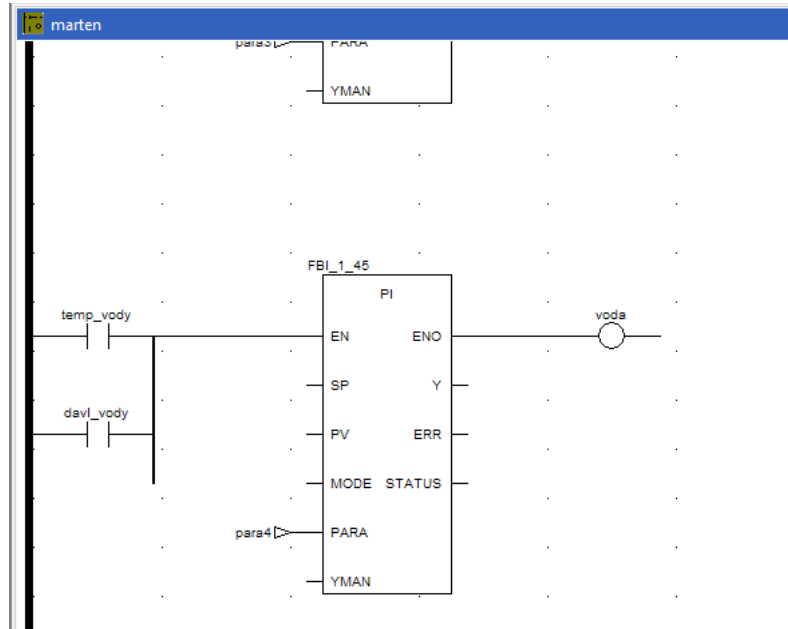 marten
para3 PARA
YMAN
FBI_1_45
PI
temp_vody
voda
EN ENO
SP Y
davl_vody
PV ERR
MODE STATUS
para4 PARA
YMAN